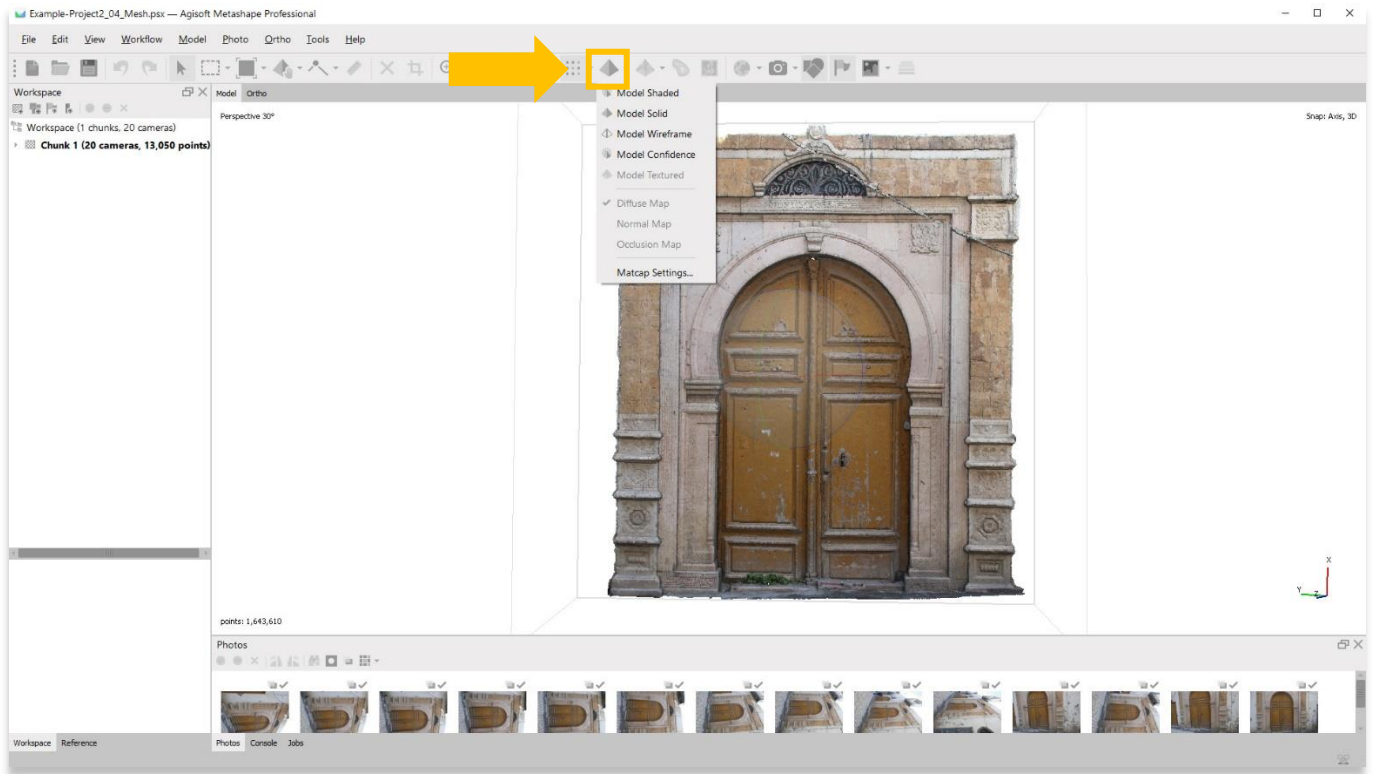 Example-Project2_04_Mesh.psx — Agisoft Metashape Professional
File Edit View Workflow Model Photo Ortho Tools Help
Workspace
Model Ortho
Workspace (1 chunks, 20 cameras)
Chunk 1 (20 cameras, 13,050 points)
Perspective 30°
Snap: Axis, 3D
Model Shaded
Model Solid
Model Wireframe
Model Confidence
Model Textured
Diffuse Map
Normal Map
Occlusion Map
Matcap Settings...
X
Y
Z
points: 1,643,610
Photos
Workspace Reference
Photos Console Jobs